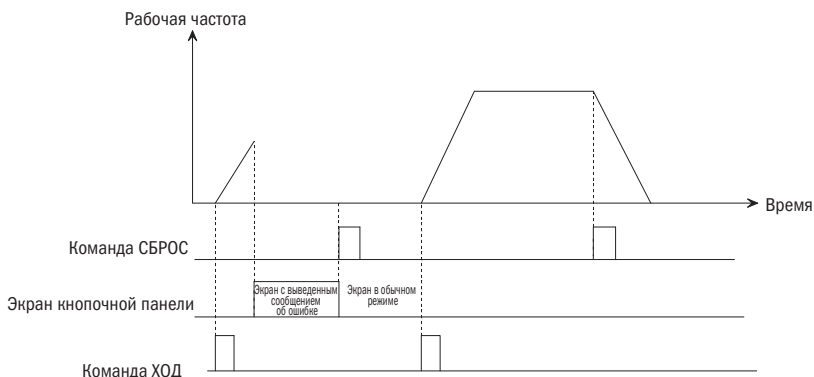 Рабочая частота
Время
Команда СБРОС
Экран с выведенным
сообщением
об ошибке
Экран в обычном
режиме
Экран кнопочной панели
Команда ХОД